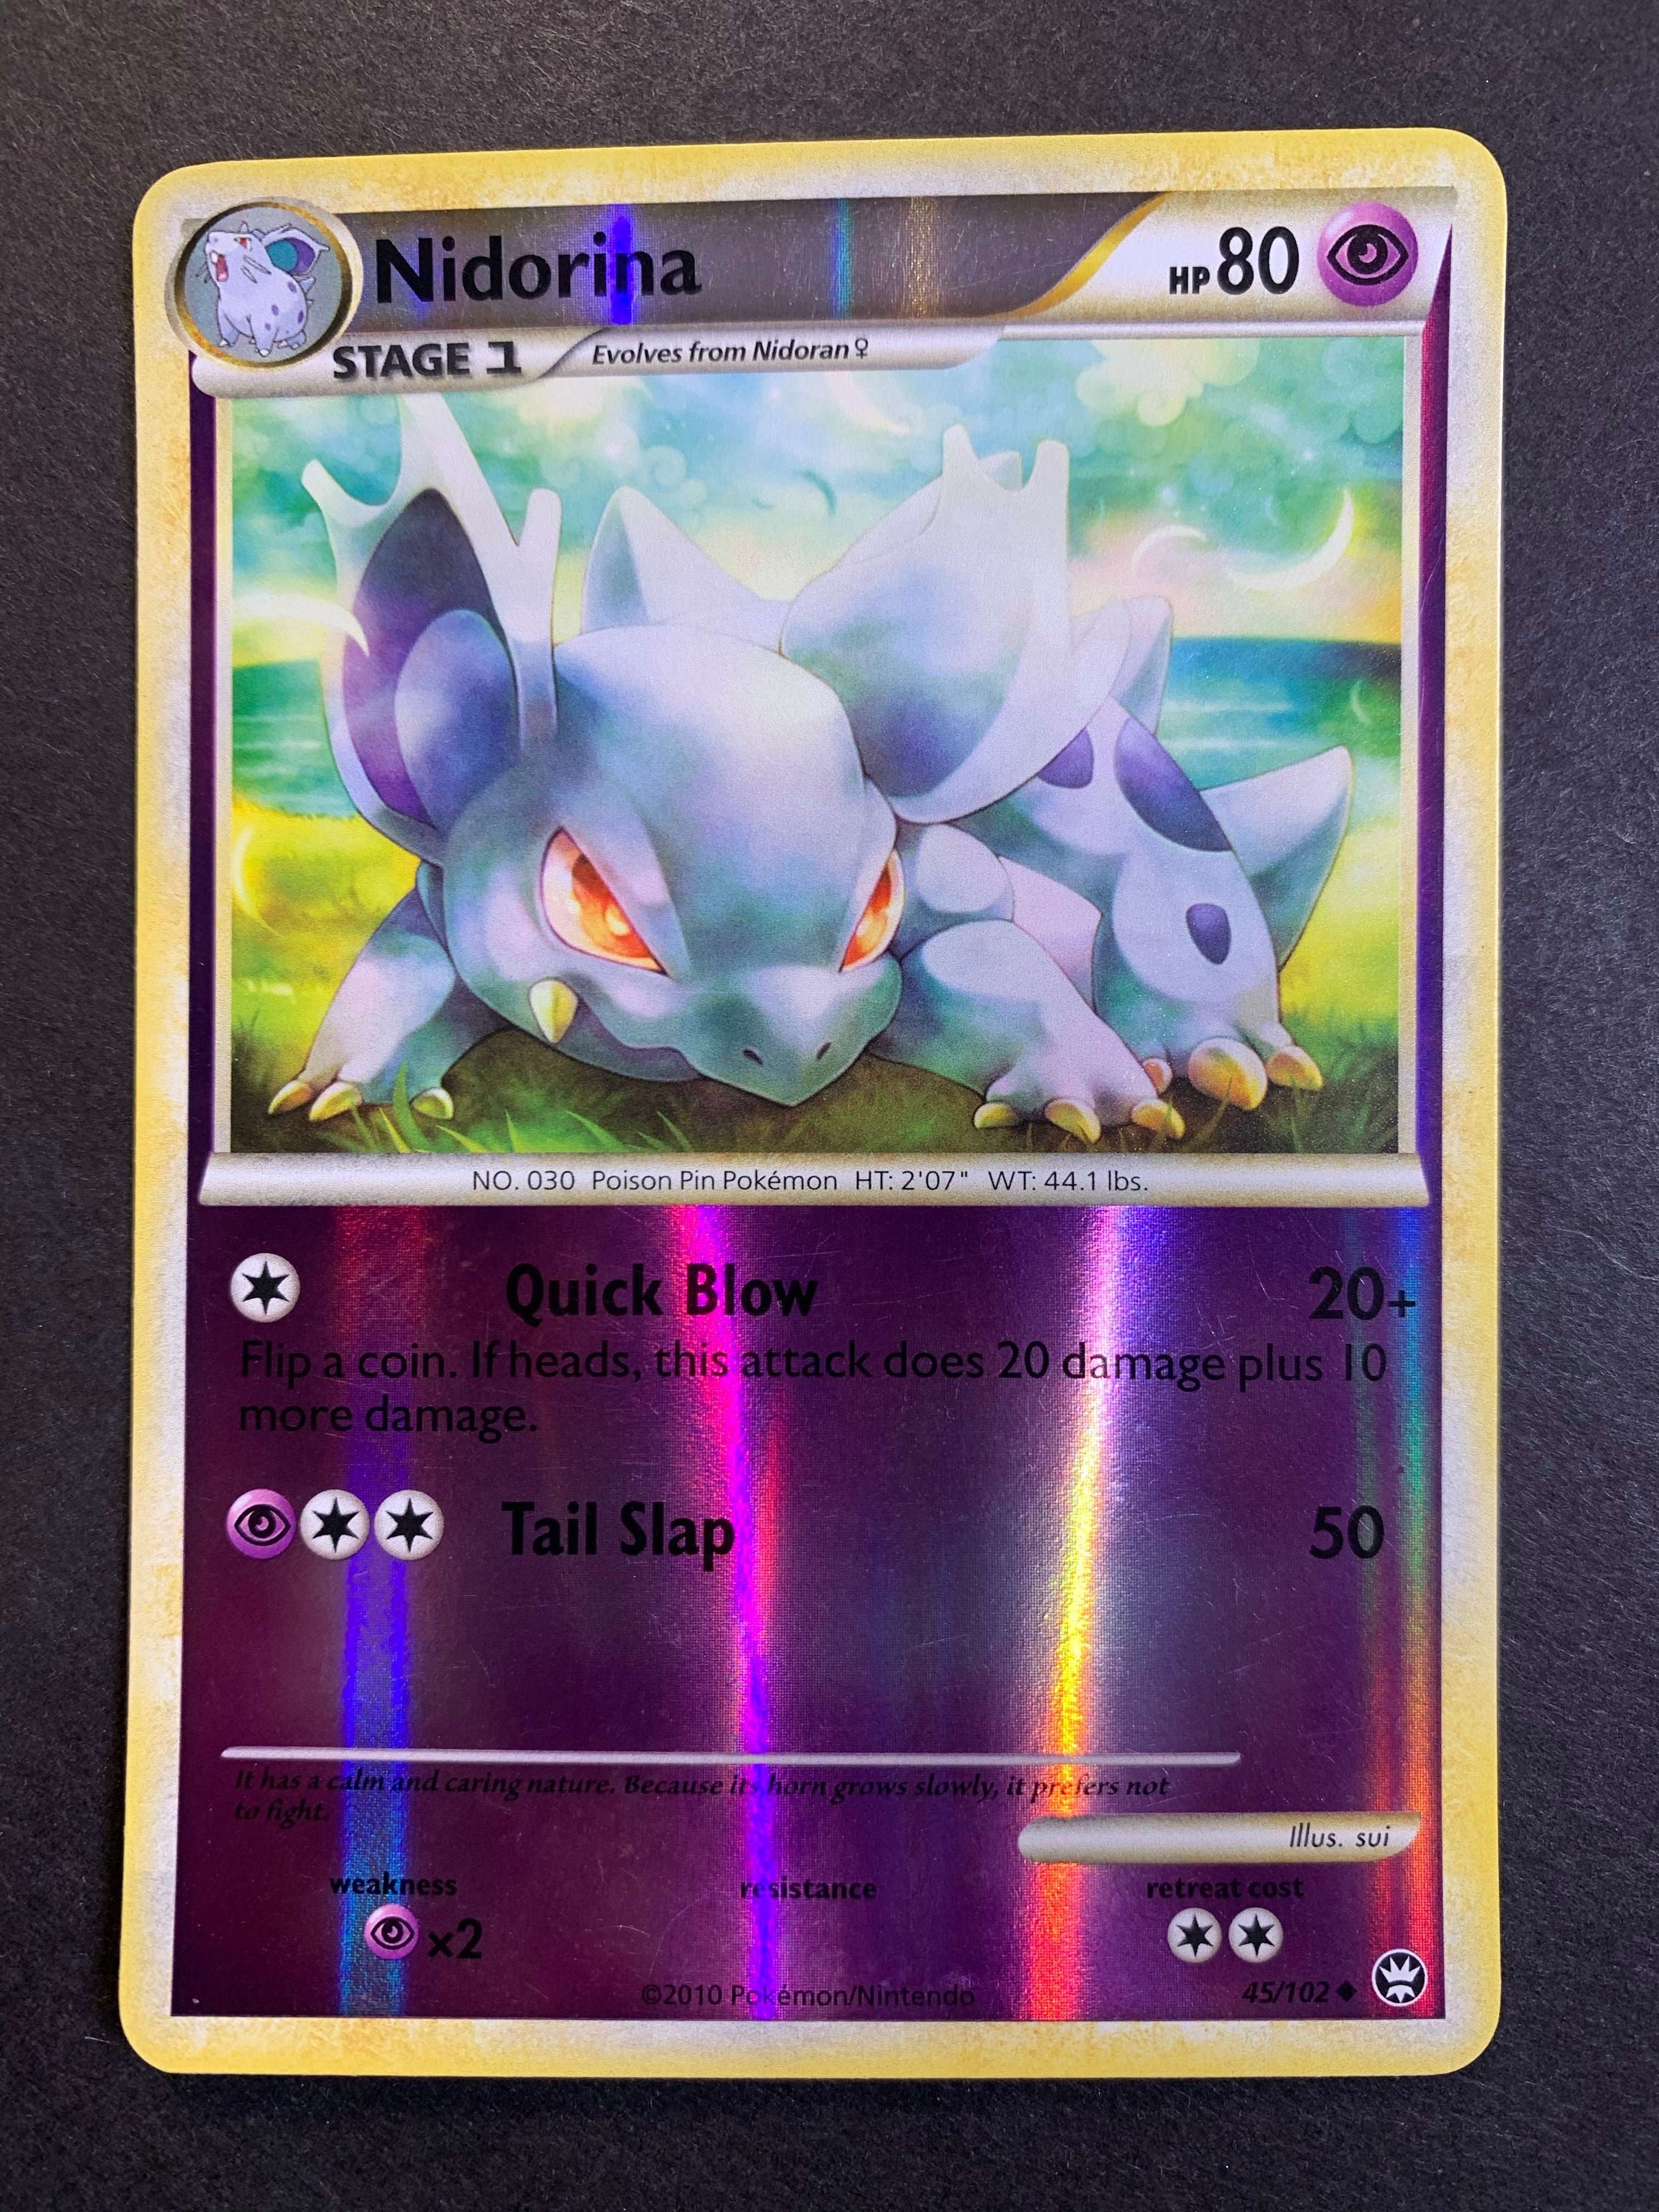 Nidorina
HP 80
STAGE 1
Evolves from Nidoran♀
NO. 030 Poison Pin Pokémon HT: 2'07" WT: 44.1 lbs.
Quick Blow 20+
Flip a coin. If heads, this attack does 20 damage plus 10
more damage.
Tail Slap 50
It has a calm and caring nature. Because its horn grows slowly, it prefers not
to fight.
Illus. sui
weakness resistance retreat cost
x2
©2010 Pokémon/Nintendo 45/102